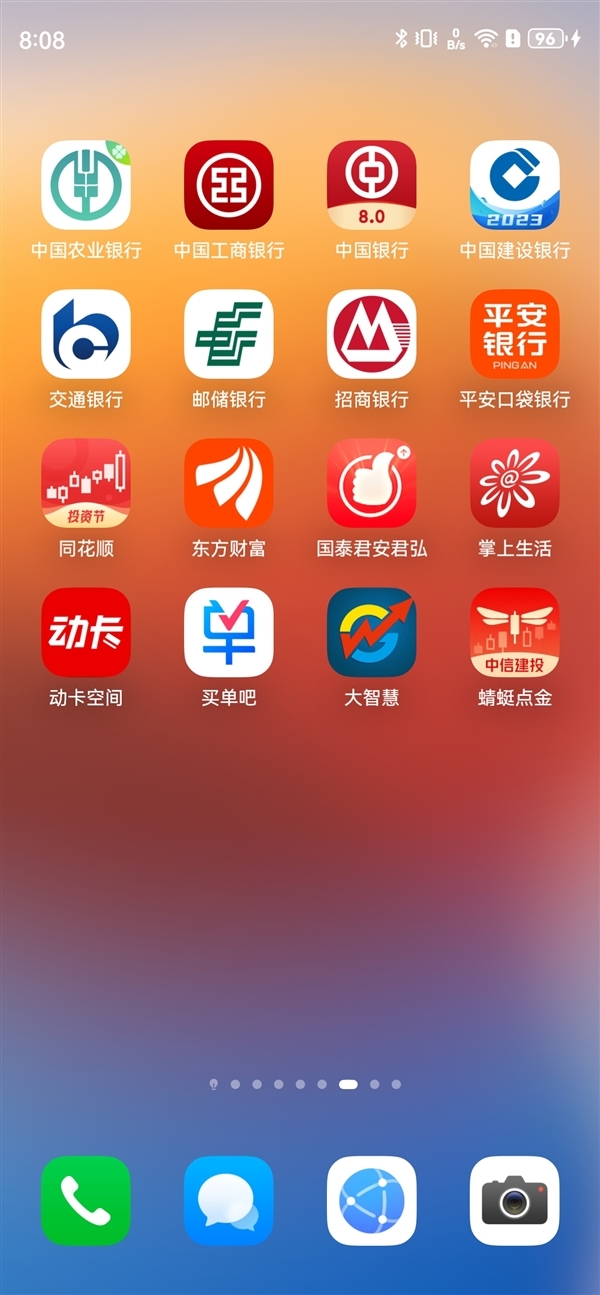 8:08
0
B/s
96
8.0
2023
中国农业银行
中国工商银行
中国银行
中国建设银行
平安
银行
PINGAN
交通银行
邮储银行
招商银行
平安口袋银行
投资节
同花顺
东方财富
国泰君安君弘
掌上生活
动卡
中信建投
动卡空间
买单吧
大智慧
蜻蜓点金